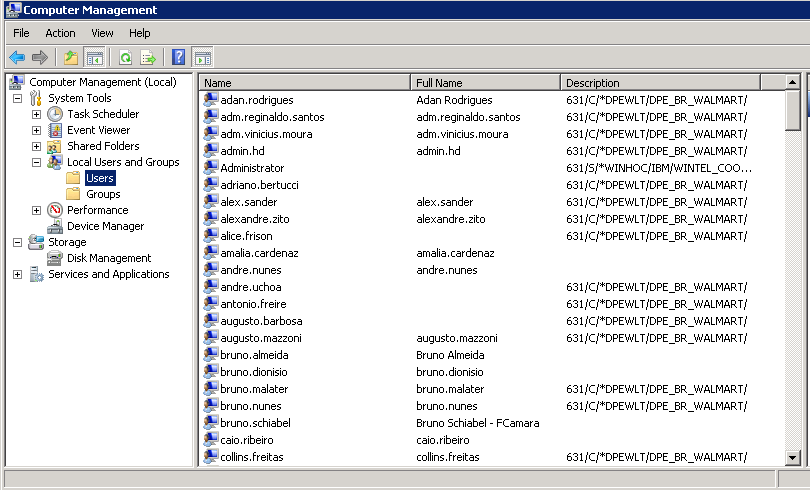 Computer Management
File Action View Help
Computer Management (Local)
System Tools
Task Scheduler
Event Viewer
Shared Folders
Local Users and Groups
Users
Groups
Performance
Device Manager
Storage
Disk Management
Services and Applications
Name Full Name Description
adan.rodrigues Adan Rodrigues 631/C/*DPEWLT/DPE_BR_WALMART/
adm.reginaldo.santos adm.reginaldo.santos 631/C/*DPEWLT/DPE_BR_WALMART/
adm.vinicius.moura adm.vinicius.moura 631/C/*DPEWLT/DPE_BR_WALMART/
admin.hd admin.hd 631/C/*DPEWLT/DPE_BR_WALMART/
Administrator 631/S/*WINHOC/IBM/WINTEL_COO...
adriano.bertucci 631/C/*DPEWLT/DPE_BR_WALMART/
alex.sander alex.sander 631/C/*DPEWLT/DPE_BR_WALMART/
alexandre.zito alexandre.zito 631/C/*DPEWLT/DPE_BR_WALMART/
alice.frison 631/C/*DPEWLT/DPE_BR_WALMART/
amalia.cardenaz amalia.cardenaz
andre.nunes andre.nunes
andre.uchoa 631/C/*DPEWLT/DPE_BR_WALMART/
antonio.freire 631/C/*DPEWLT/DPE_BR_WALMART/
augusto.barbosa 631/C/*DPEWLT/DPE_BR_WALMART/
augusto.mazzoni augusto.mazzoni 631/C/*DPEWLT/DPE_BR_WALMART/
bruno.almeida Bruno Almeida
bruno.dionisio bruno.dionisio
bruno.malater bruno.malater 631/C/*DPEWLT/DPE_BR_WALMART/
bruno.nunes bruno.nunes 631/C/*DPEWLT/DPE_BR_WALMART/
bruno.schiabel Bruno Schiabel - FCamara
caio.ribeiro caio.ribeiro
collins.freitas collins.freitas 631/C/*DPEWLT/DPE_BR_WALMART/